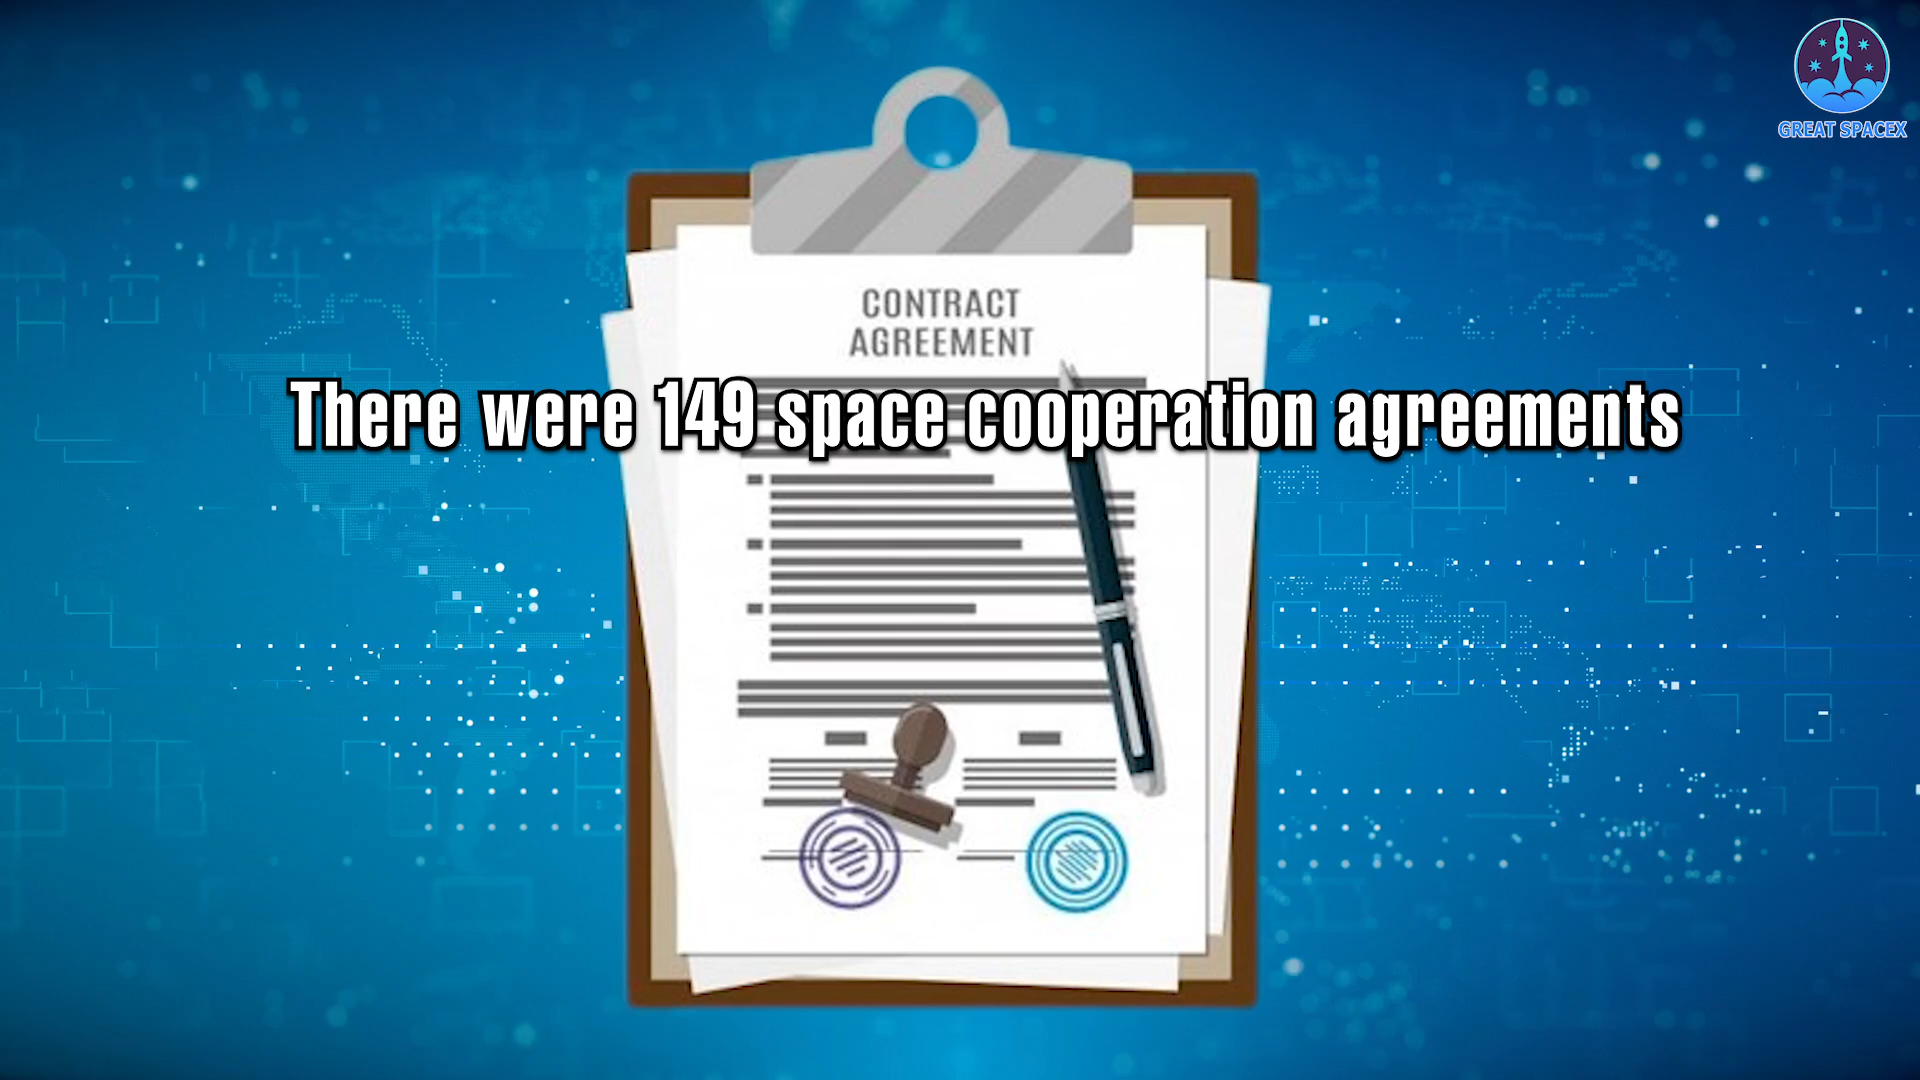 GREAT SPACEX
CONTRACT
AGREEMENT
There were 149 space cooperation agreements